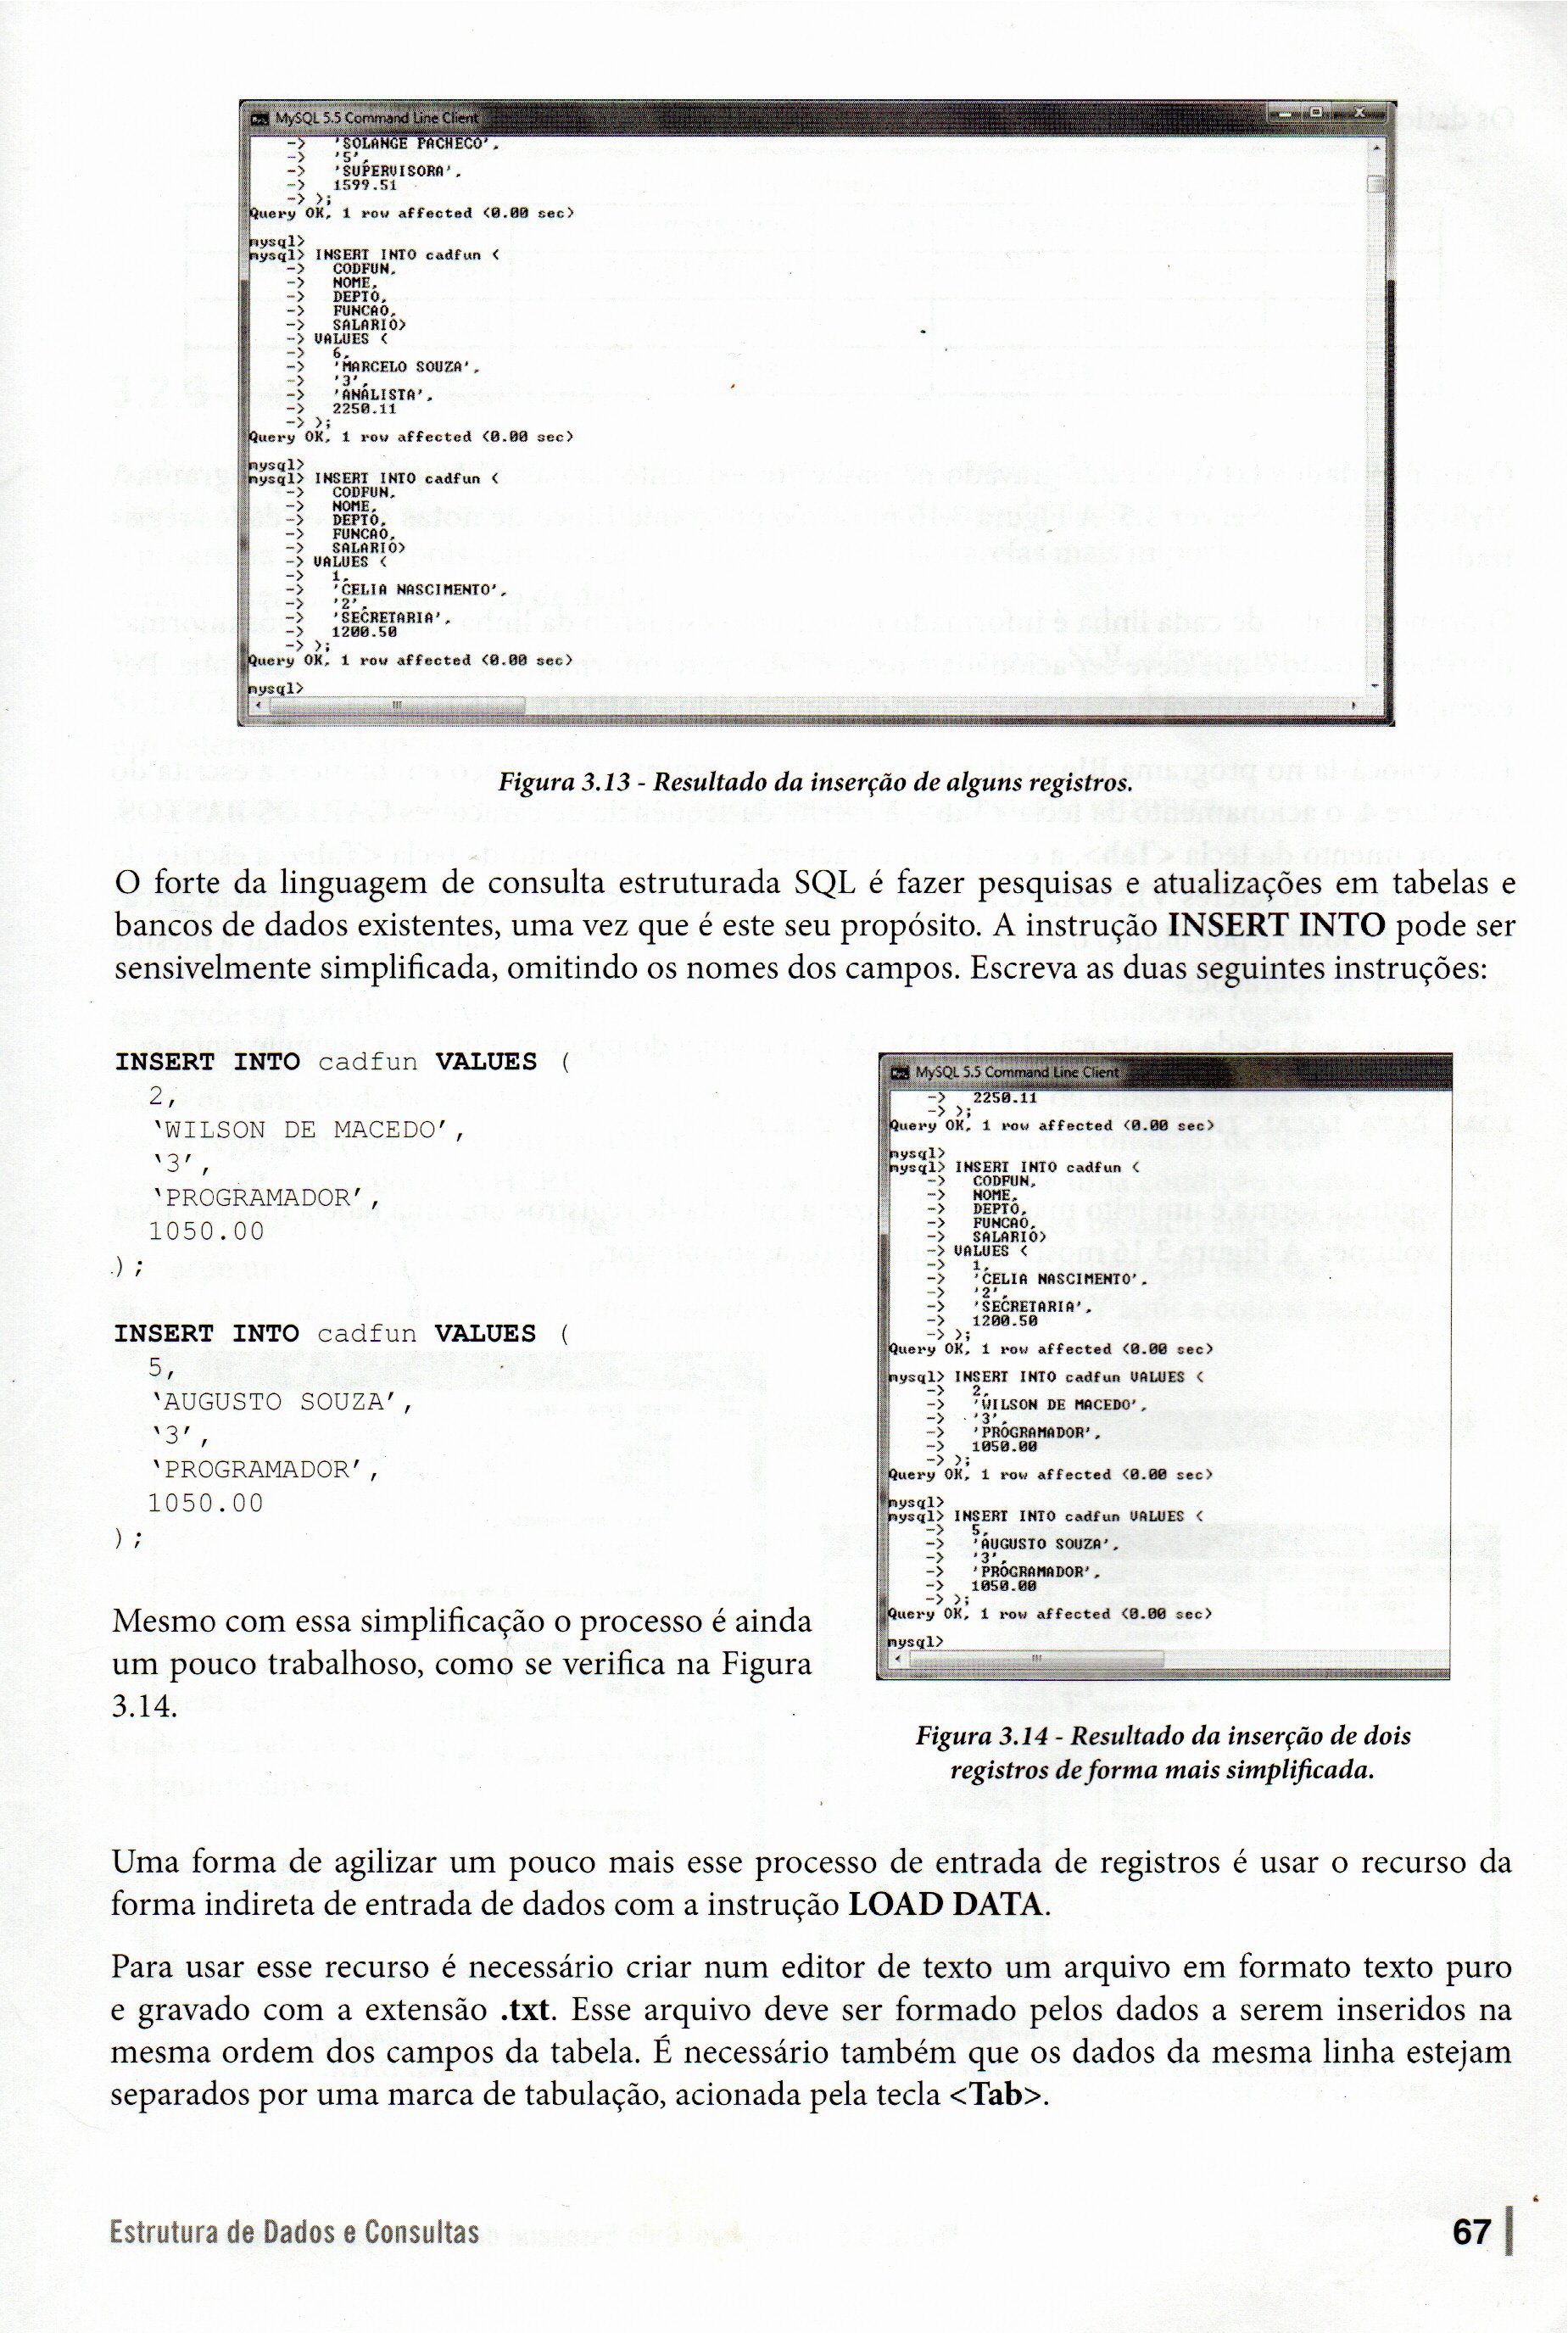 MySQL 5.5 Command Line Client
-> 'SOLANGE PACHECO',
-> '5',
-> 'SUPERVISORA',
-> 1599.51
-> );
Query OK, 1 row affected (0.00 sec)
mysql>
mysql> INSERT INTO cadfun (
-> CODFUN,
-> NOME,
-> DEPTO,
-> FUNCAO,
-> SALARIO)
-> VALUES (
-> 6,
-> 'MARCELO SOUZA',
-> '3',
-> 'ANALISTA',
-> 2250.11
-> );
Query OK, 1 row affected (0.00 sec)
mysql>
mysql> INSERT INTO cadfun (
-> CODFUN,
-> NOME,
-> DEPTO,
-> FUNCAO,
-> SALARIO)
-> VALUES (
-> 1,
-> 'CELIA NASCIMENTO',
-> '2',
-> 'SECRETARIA',
-> 1200.50
-> );
Query OK, 1 row affected (0.00 sec)
mysql>
Figura 3.13 - Resultado da inserção de alguns registros.
O forte da linguagem de consulta estruturada SQL é fazer pesquisas e atualizações em tabelas e
bancos de dados existentes, uma vez que é este seu propósito. A instrução INSERT INTO pode ser
sensivelmente simplificada, omitindo os nomes dos campos. Escreva as duas seguintes instruções:
INSERT INTO cadfun VALUES (
2,
‘WILSON DE MACEDO’,
‘3’,
‘PROGRAMADOR’,
1050.00
);
INSERT INTO cadfun VALUES (
5,
‘AUGUSTO SOUZA’,
‘3’,
‘PROGRAMADOR’,
1050.00
);
Mesmo com essa simplificação o processo é ainda
um pouco trabalhoso, como se verifica na Figura
3.14.
MySQL 5.5 Command Line Client
-> 2250.11
-> );
Query OK, 1 row affected (0.00 sec)
mysql>
mysql> INSERT INTO cadfun (
-> CODFUN,
-> NOME,
-> DEPTO,
-> FUNCAO,
-> SALARIO)
-> VALUES (
-> 1,
-> 'CELIA NASCIMENTO',
-> '2',
-> 'SECRETARIA',
-> 1200.50
-> );
Query OK, 1 row affected (0.00 sec)
mysql> INSERT INTO cadfun VALUES (
-> 2,
-> 'WILSON DE MACEDO',
-> '3',
-> 'PROGRAMADOR',
-> 1050.00
-> );
Query OK, 1 row affected (0.00 sec)
mysql>
mysql> INSERT INTO cadfun VALUES (
-> 5,
-> 'AUGUSTO SOUZA',
-> '3',
-> 'PROGRAMADOR',
-> 1050.00
-> );
Query OK, 1 row affected (0.00 sec)
mysql>
Figura 3.14 - Resultado da inserção de dois
registros de forma mais simplificada.
Uma forma de agilizar um pouco mais esse processo de entrada de registros é usar o recurso da
forma indireta de entrada de dados com a instrução LOAD DATA.
Para usar esse recurso é necessário criar num editor de texto um arquivo em formato texto puro
e gravado com a extensão .txt. Esse arquivo deve ser formado pelos dados a serem inseridos na
mesma ordem dos campos da tabela. É necessário também que os dados da mesma linha estejam
separados por uma marca de tabulação, acionada pela tecla <Tab>.
Estrutura de Dados e Consultas
67